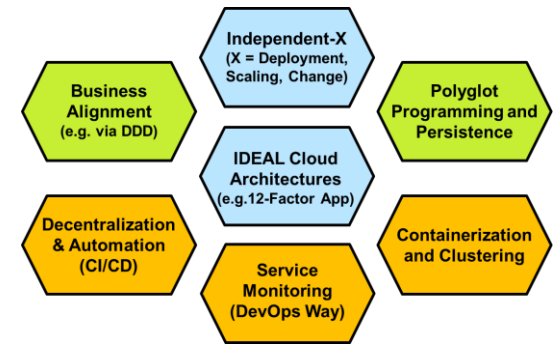 Independent-X
(X = Deployment,
Scaling, Change)
Business
Alignment
(e.g. via DDD)
Polyglot
Programming and
Persistence
IDEAL Cloud
Architectures
(e.g.12-Factor App)
Decentralization
& Automation
(CI/CD)
Containerization
and Clustering
Service
Monitoring
(DevOps Way)